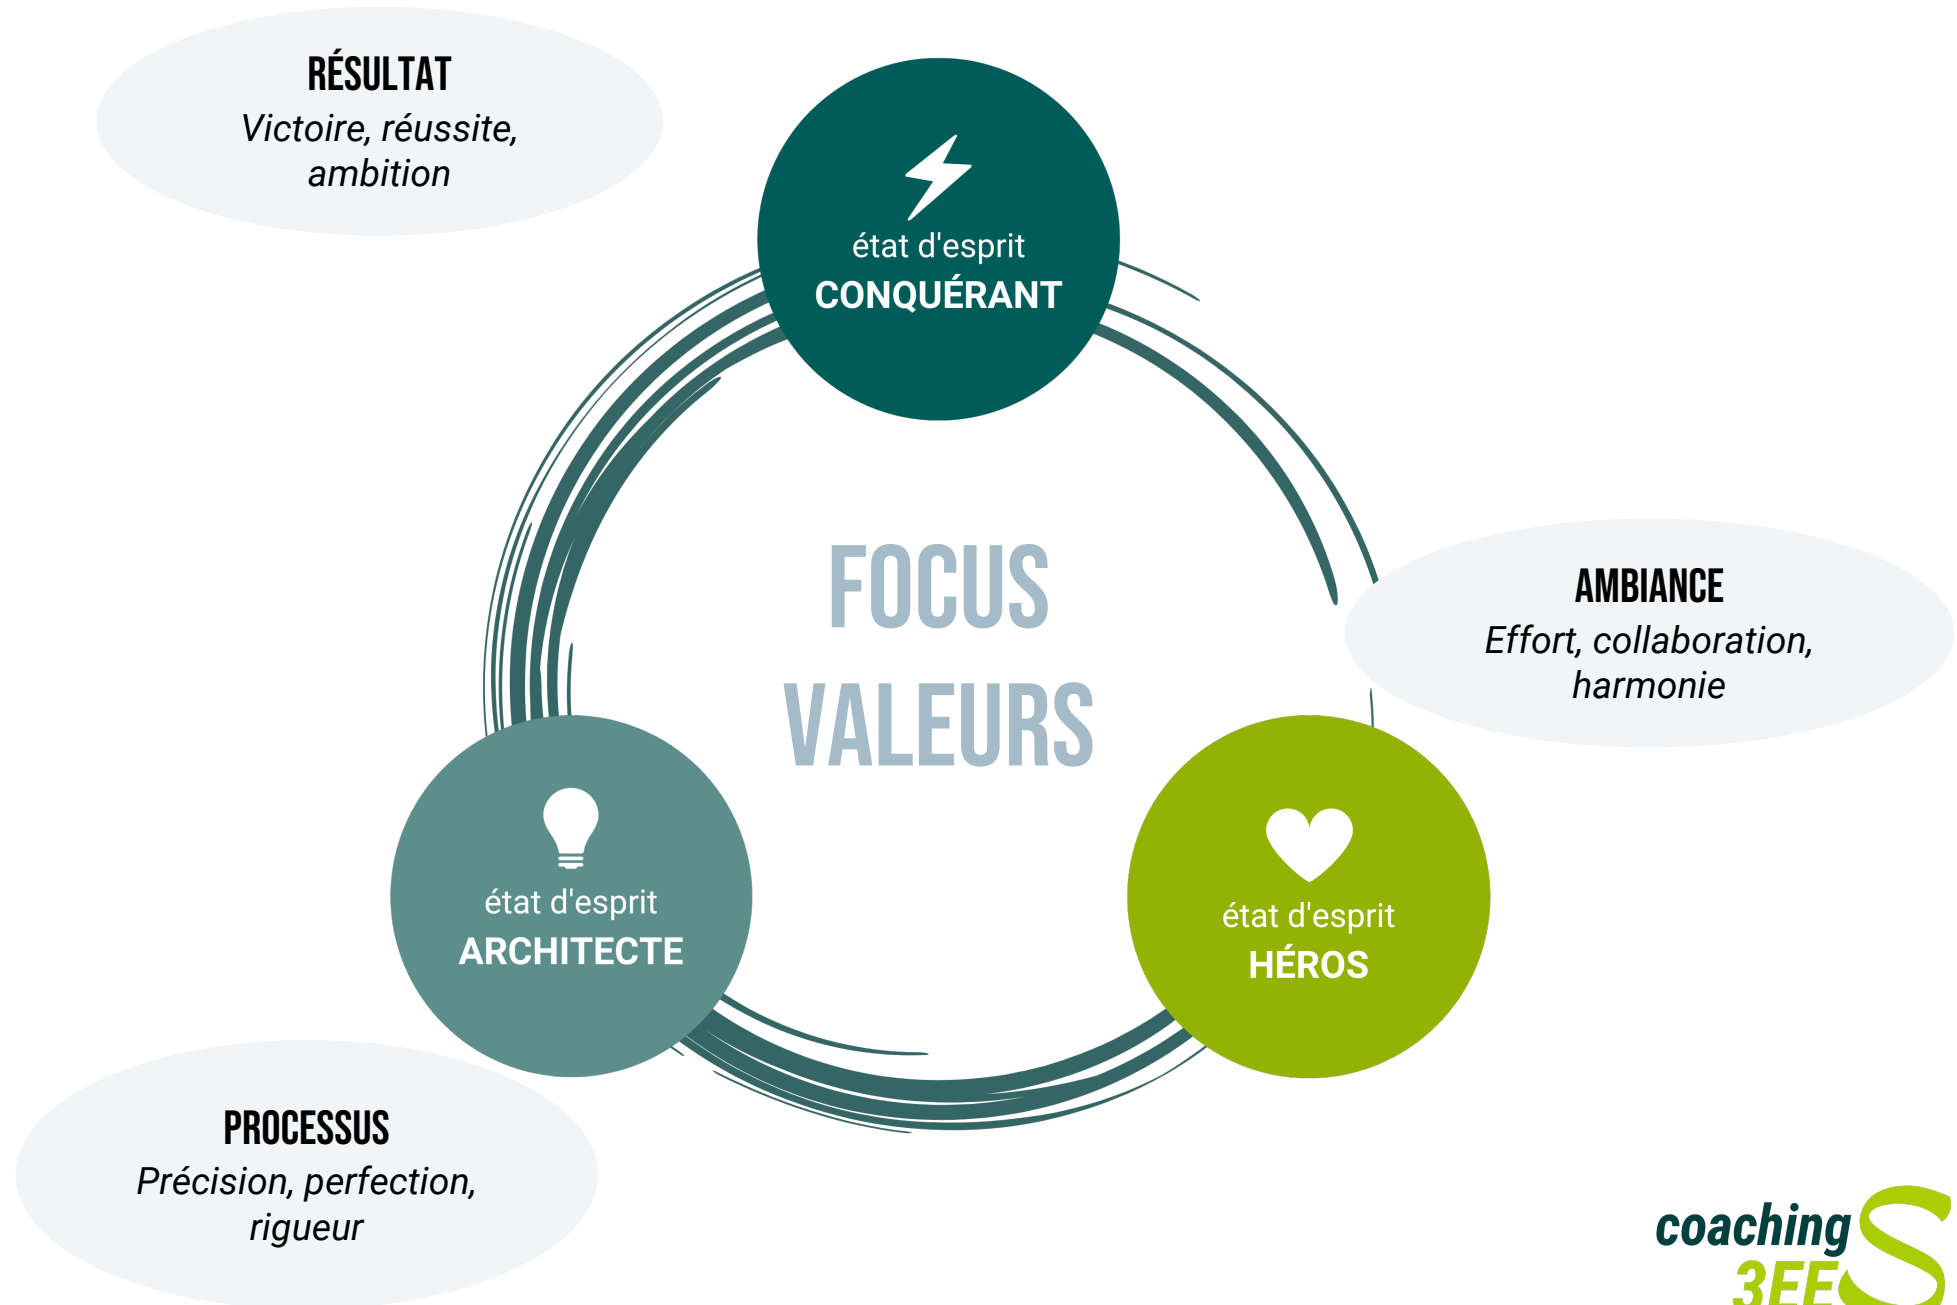 RÉSULTAT
Victoire, réussite,
ambition
état d'esprit
CONQUÉRANT
FOCUS
VALEURS
AMBIANCE
Effort, collaboration,
harmonie
état d'esprit
ARCHITECTE
état d'esprit
HÉROS
PROCESSUS
Précision, perfection,
rigueur
coaching
3EES